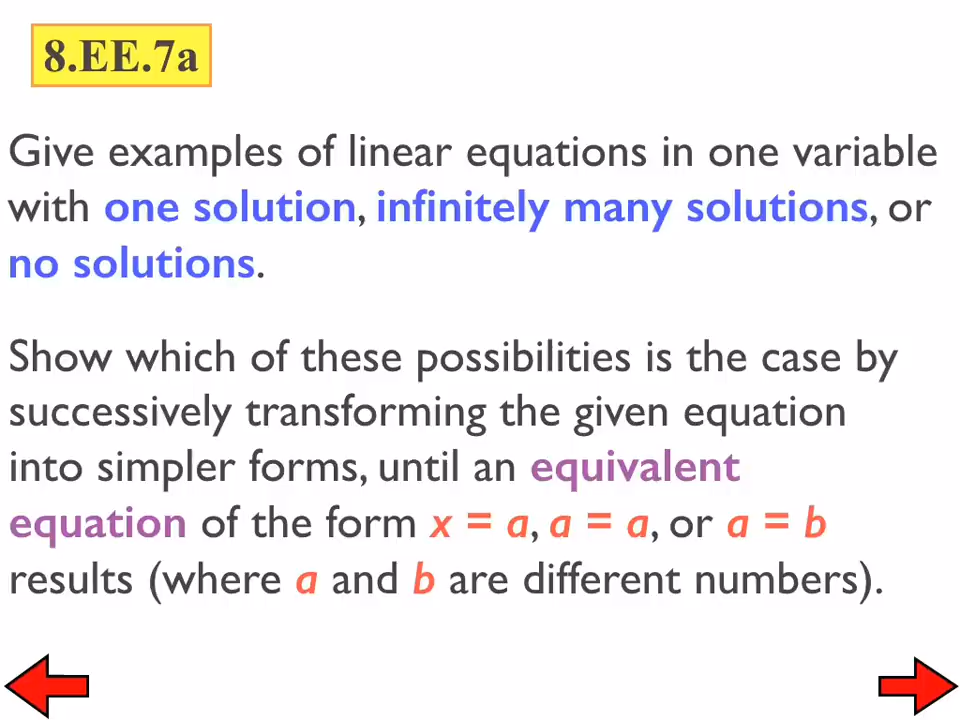 8.EE.7a
Give examples of linear equations in one variable
with one solution, infinitely many solutions, or
no solutions.
Show which of these possibilities is the case by
successively transforming the given equation
into simpler forms, until an equivalent
equation of the form x = a, a = a, or a = b
results (where a and b are different numbers).